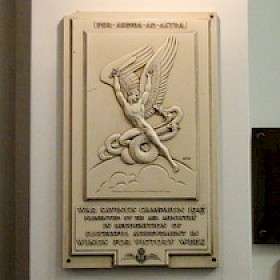 PER·ARDUA·AD·ASTRA
WAR SAVINGS CAMPAIGN 1943
PRESENTED BY THE AIR MINISTRY
IN RECOGNITION OF
SUCCESSFUL ACHIEVEMENT IN
WINGS FOR VICTORY WEEK